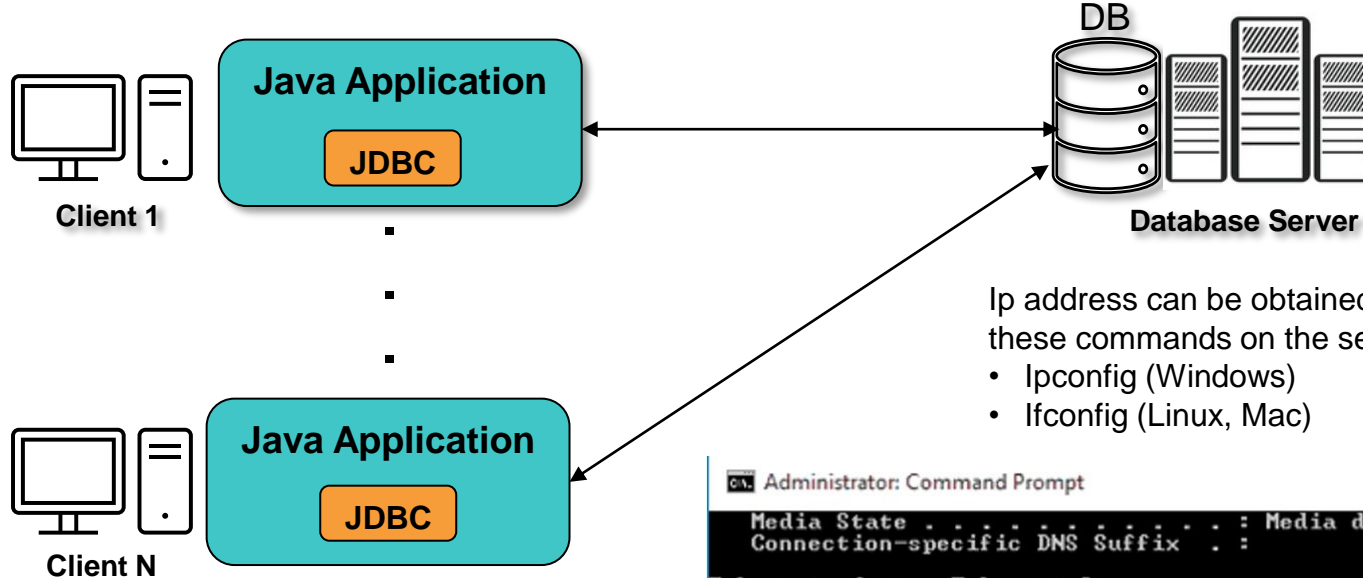 DB
Java Application
JDBC
Client 1
Database Server
Ip address can be obtained
these commands on the se
• Ipconfig (Windows)
• Ifconfig (Linux, Mac)
Java Application
JDBC
Client N
Administrator: Command Prompt
Media State . . . . . . . . . . . : Media d
Connection-specific DNS Suffix . :